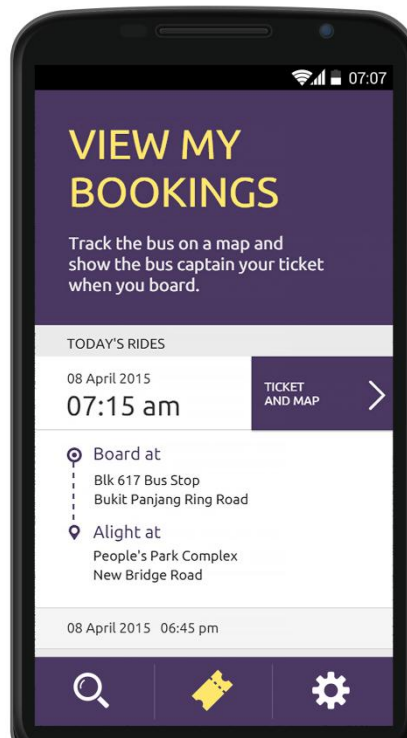 07:07
VIEW MY
BOOKINGS
Track the bus on a map and
show the bus captain your ticket
when you board.
TODAY'S RIDES
08 April 2015
07:15 am
TICKET
AND MAP
Board at
Blk 617 Bus Stop
Bukit Panjang Ring Road
Alight at
People's Park Complex
New Bridge Road
08 April 2015 06:45 pm